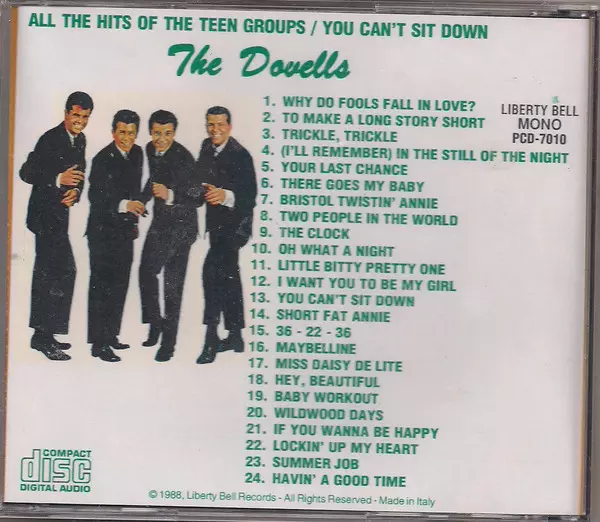 ALL THE HITS OF THE TEEN GROUPS / YOU CAN'T SIT DOWN
The Dovells
LIBERTY BELL
MONO
PCD-7010
1. WHY DO FOOLS FALL IN LOVE?
2. TO MAKE A LONG STORY SHORT
3. TRICKLE, TRICKLE
4. (I'LL REMEMBER) IN THE STILL OF THE NIGHT
5. YOUR LAST CHANCE
6. THERE GOES MY BABY
7. BRISTOL TWISTIN' ANNIE
8. TWO PEOPLE IN THE WORLD
9. THE CLOCK
10. OH WHAT A NIGHT
11. LITTLE BITTY PRETTY ONE
12. I WANT YOU TO BE MY GIRL
13. YOU CAN'T SIT DOWN
14. SHORT FAT ANNIE
15. 36 - 22 - 36
16. MAYBELLINE
17. MISS DAISY DE LITE
18. HEY, BEAUTIFUL
19. BABY WORKOUT
20. WILDWOOD DAYS
21. IF YOU WANNA BE HAPPY
22. LOCKIN' UP MY HEART
23. SUMMER JOB
24. HAVIN' A GOOD TIME
COMPACT
disc
DIGITAL AUDIO
© 1988, Liberty Bell Records - All Rights Reserved - Made in Italy